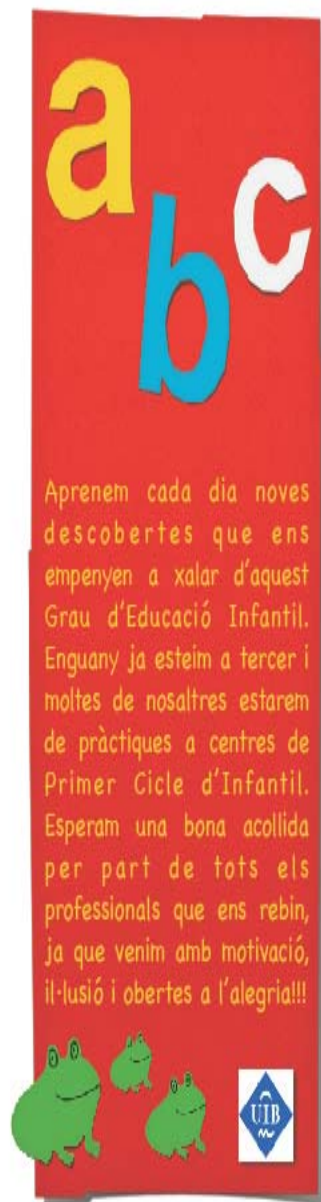 a
b c
Aprenem cada dia noves
descobertes que ens
empenyen a xalar d'aquest
Grau d'Educació Infantil.
Enguany ja esteim a tercer i
moltes de nosaltres estarem
de pràctiques a centres de
Primer Cicle d'Infantil.
Esperam una bona acollida
per part de tots els
professionals que ens rebin,
ja que venim amb motivació,
il·lusió i obertes a l'alegria!!!
UIB